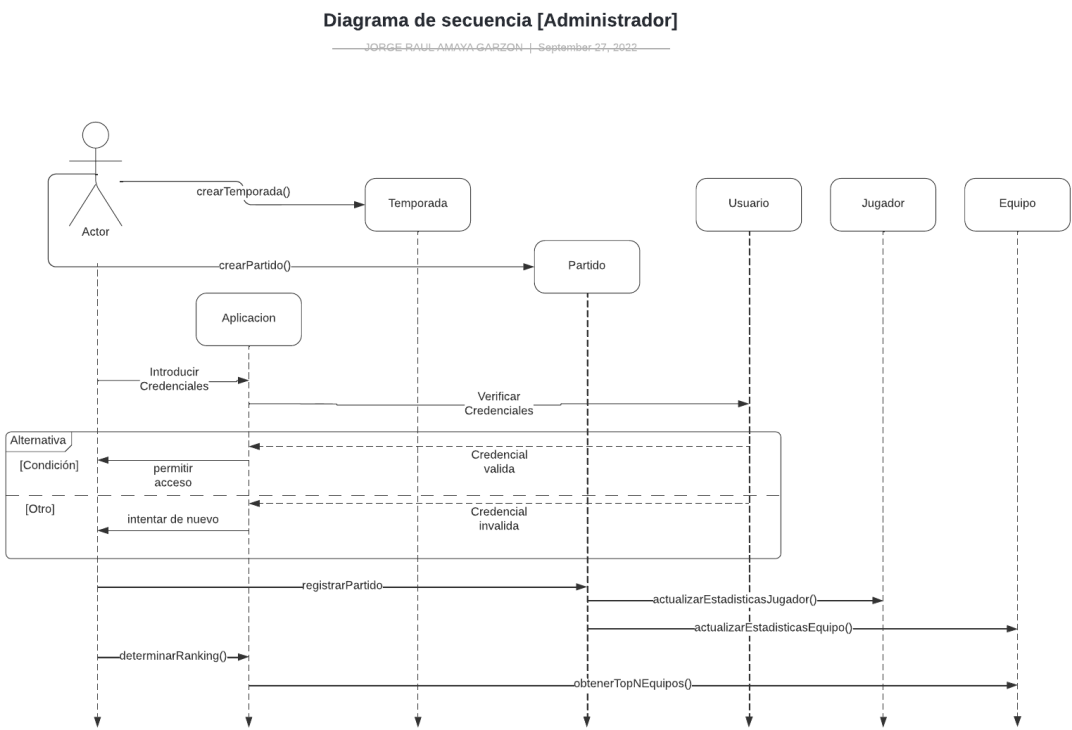 Diagrama de secuencia [Administrador]
JORGE RAUL AMAYA GARZON | September 27, 2022
crearTemporada()
Temporada
Usuario
Jugador
Equipo
Actor
crearPartido()
Partido
Aplicacion
Introducir
Credenciales
Verificar
Credenciales
Alternativa
[Condición]
permitir
acceso
Credencial
valida
[Otro]
intentar de nuevo
Credencial
invalida
registrarPartido
actualizarEstadisticasJugador()
actualizarEstadisticasEquipo()
determinarRanking()
obtenerTopNEquipos()